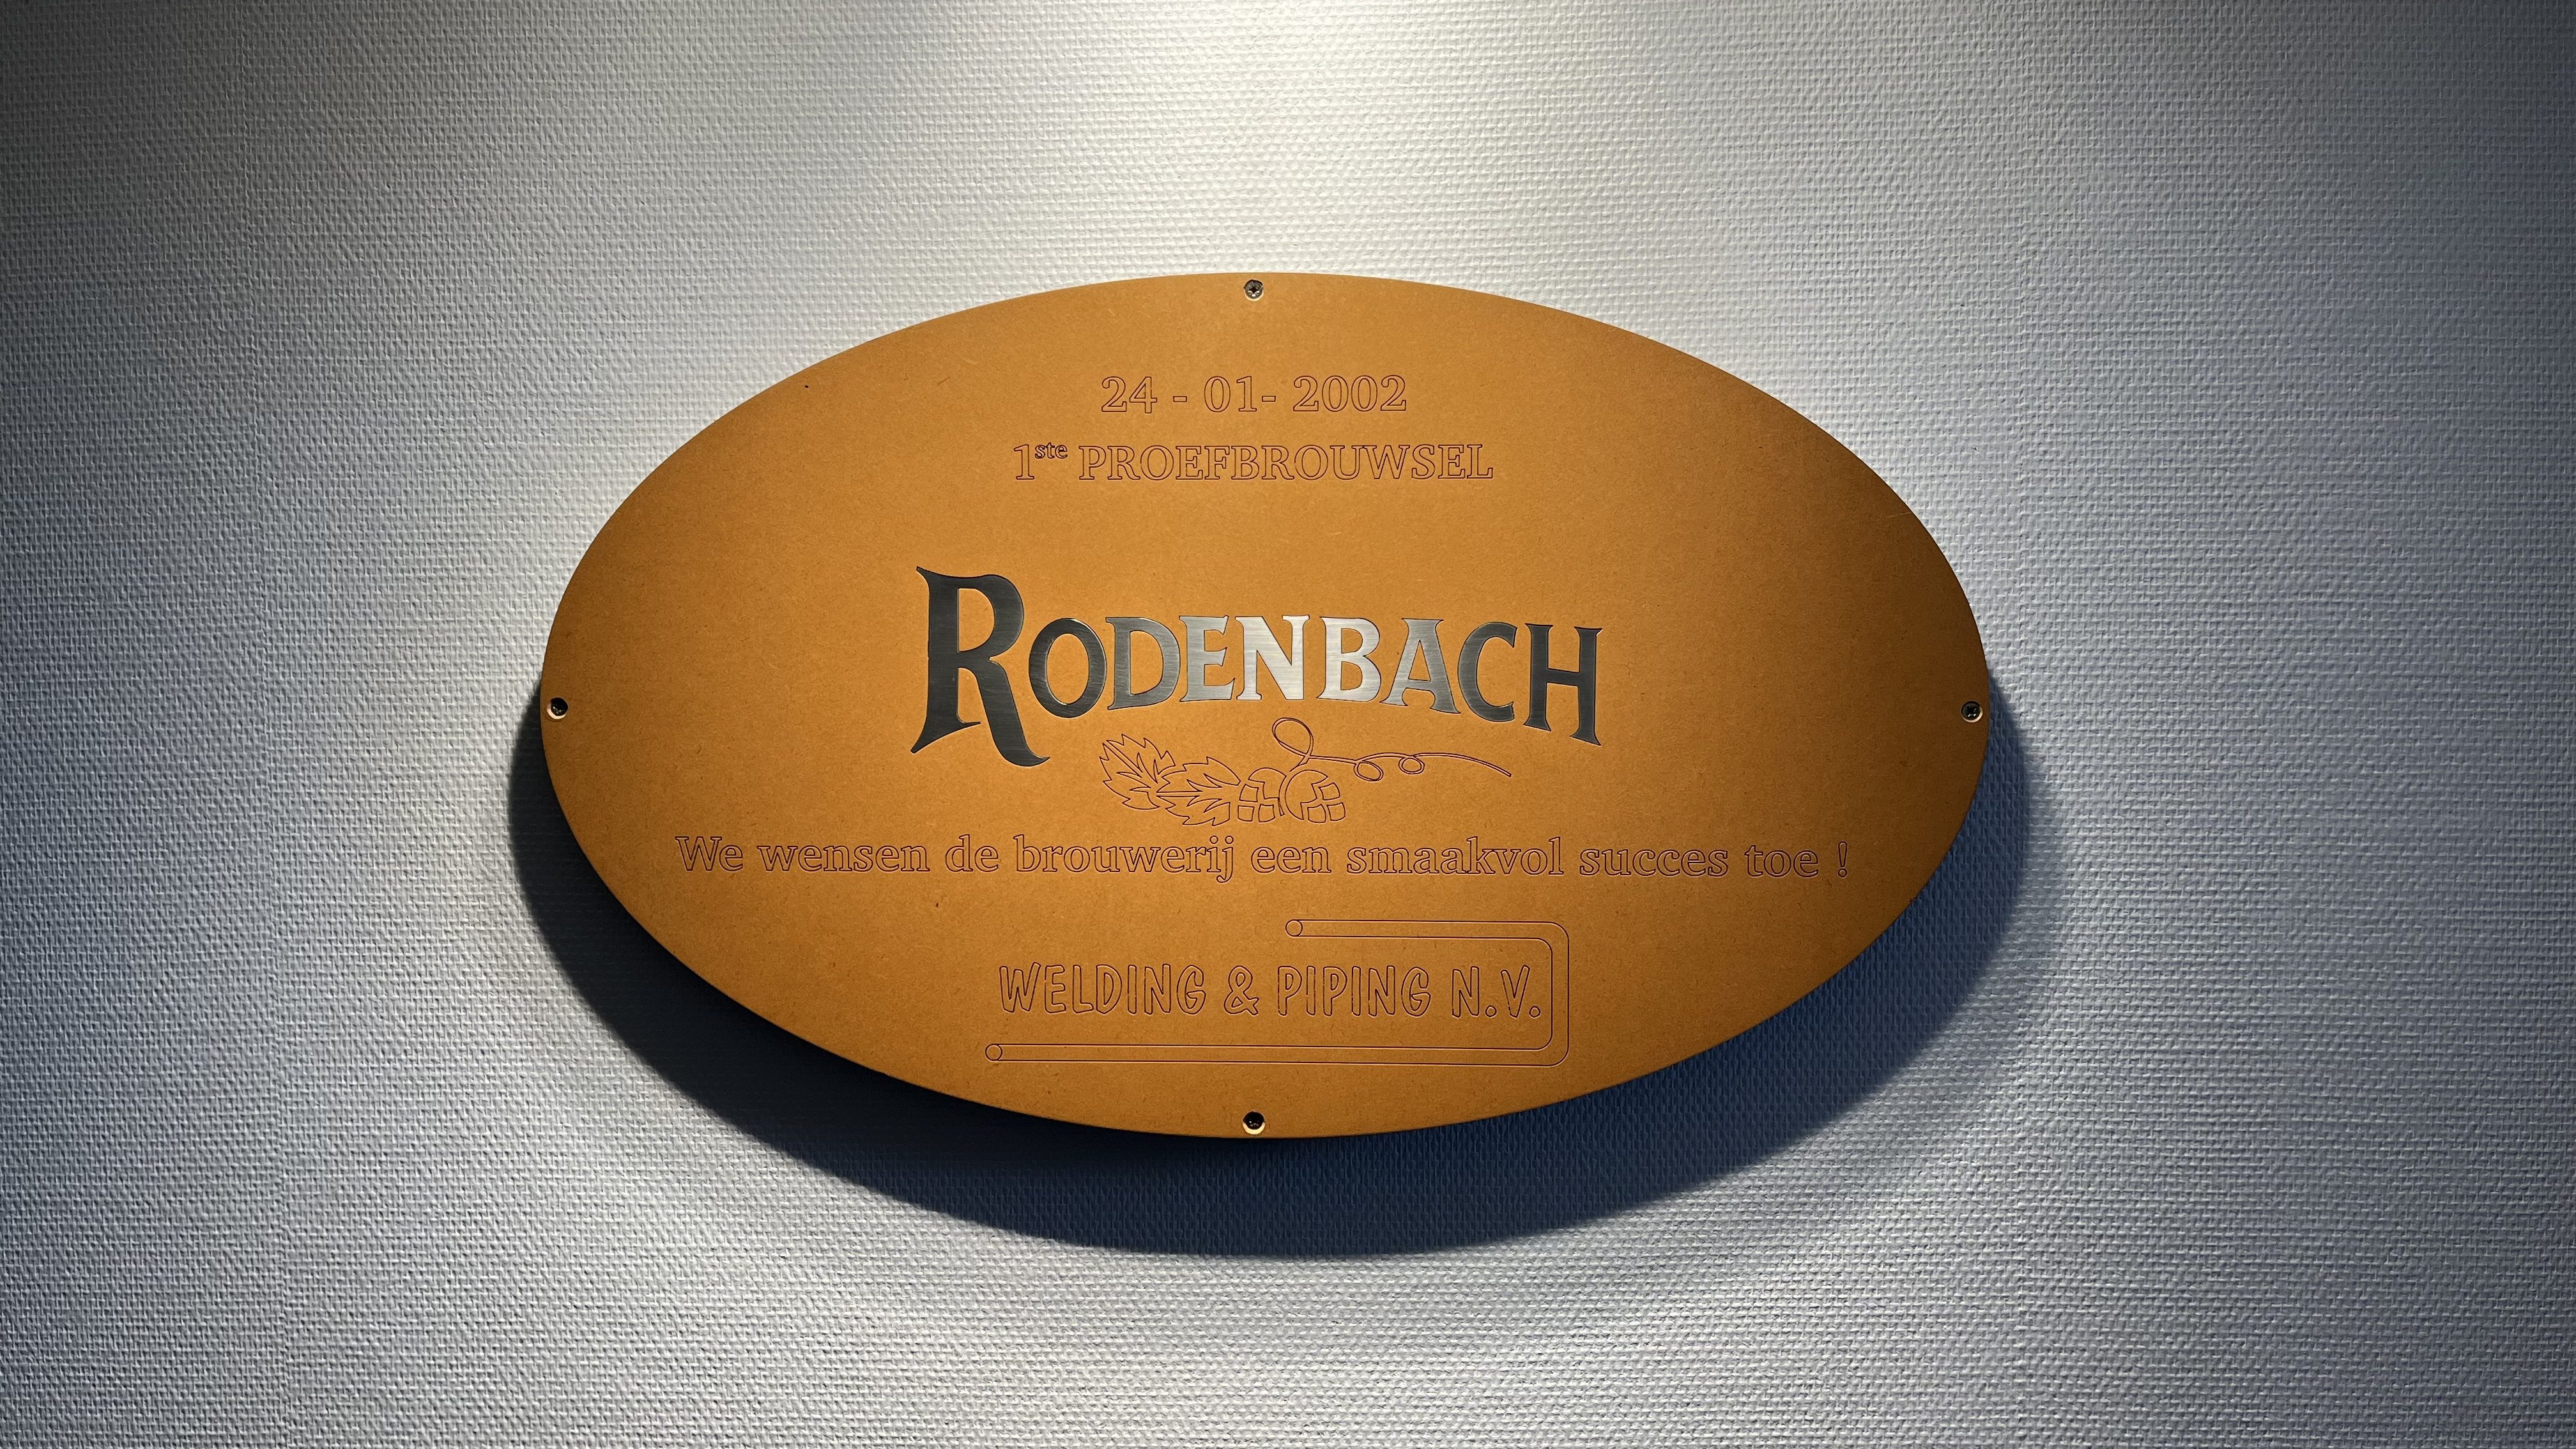 24 - 01- 2002
1ste PROEFBROUWSEL
RODENBACH
We wensen de brouwerij een smaakvol succes toe !
WELDING & PIPING N.V.